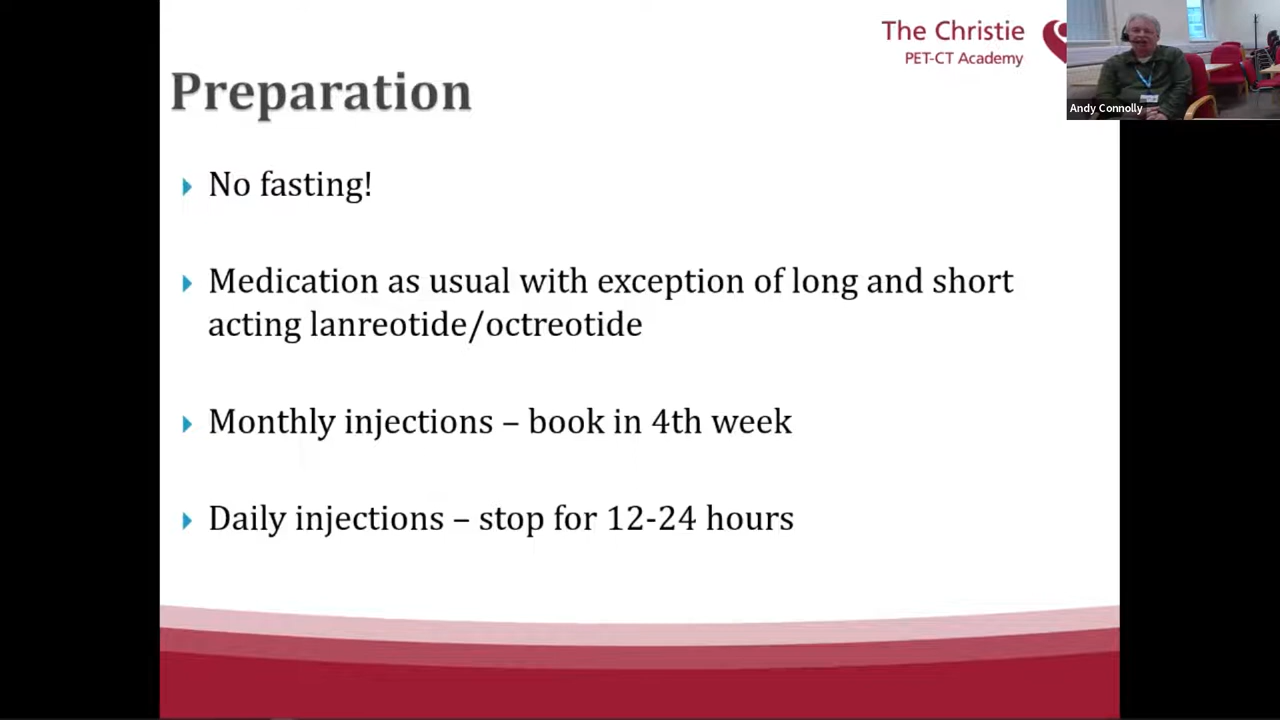 The Christie
PET-CT Academy
Andy Connolly
Preparation
No fasting!
Medication as usual with exception of long and short
acting lanreotide/octreotide
Monthly injections – book in 4th week
Daily injections – stop for 12-24 hours